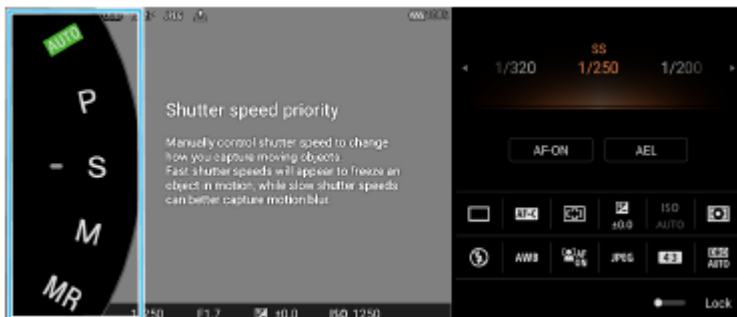 AUTO
P
- S
M
MR
Shutter speed priority
Manually control shutter speed to change
how you capture moving objects.
Fast shutter speeds will appear to freeze an
object in motion, while slow shutter speeds
can better capture motion blur.
F1.7 ±0.0 ISO 1250
SS
1/320 1/250 1/200
AF-ON AEL
AF-C ±0.0 ISO AUTO
AWB AF ON JPEG 4:3 AUTO
Lock